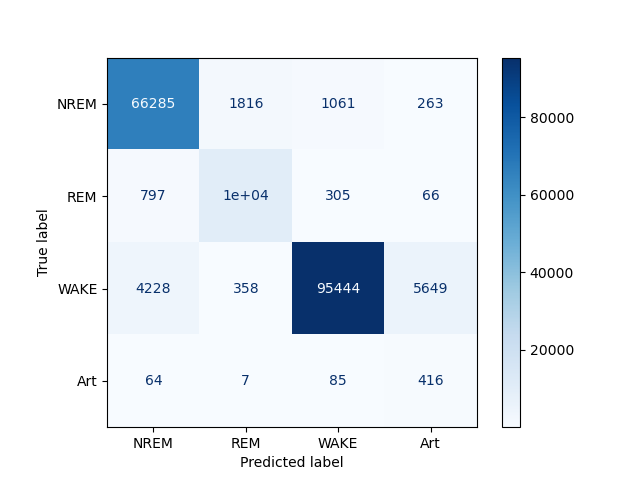 NREM 66285 1816 1061 263
REM 797 1e+04 305 66
WAKE 4228 358 95444 5649
Art 64 7 85 416
NREM REM WAKE Art
Predicted label
True label
80000
60000
40000
20000